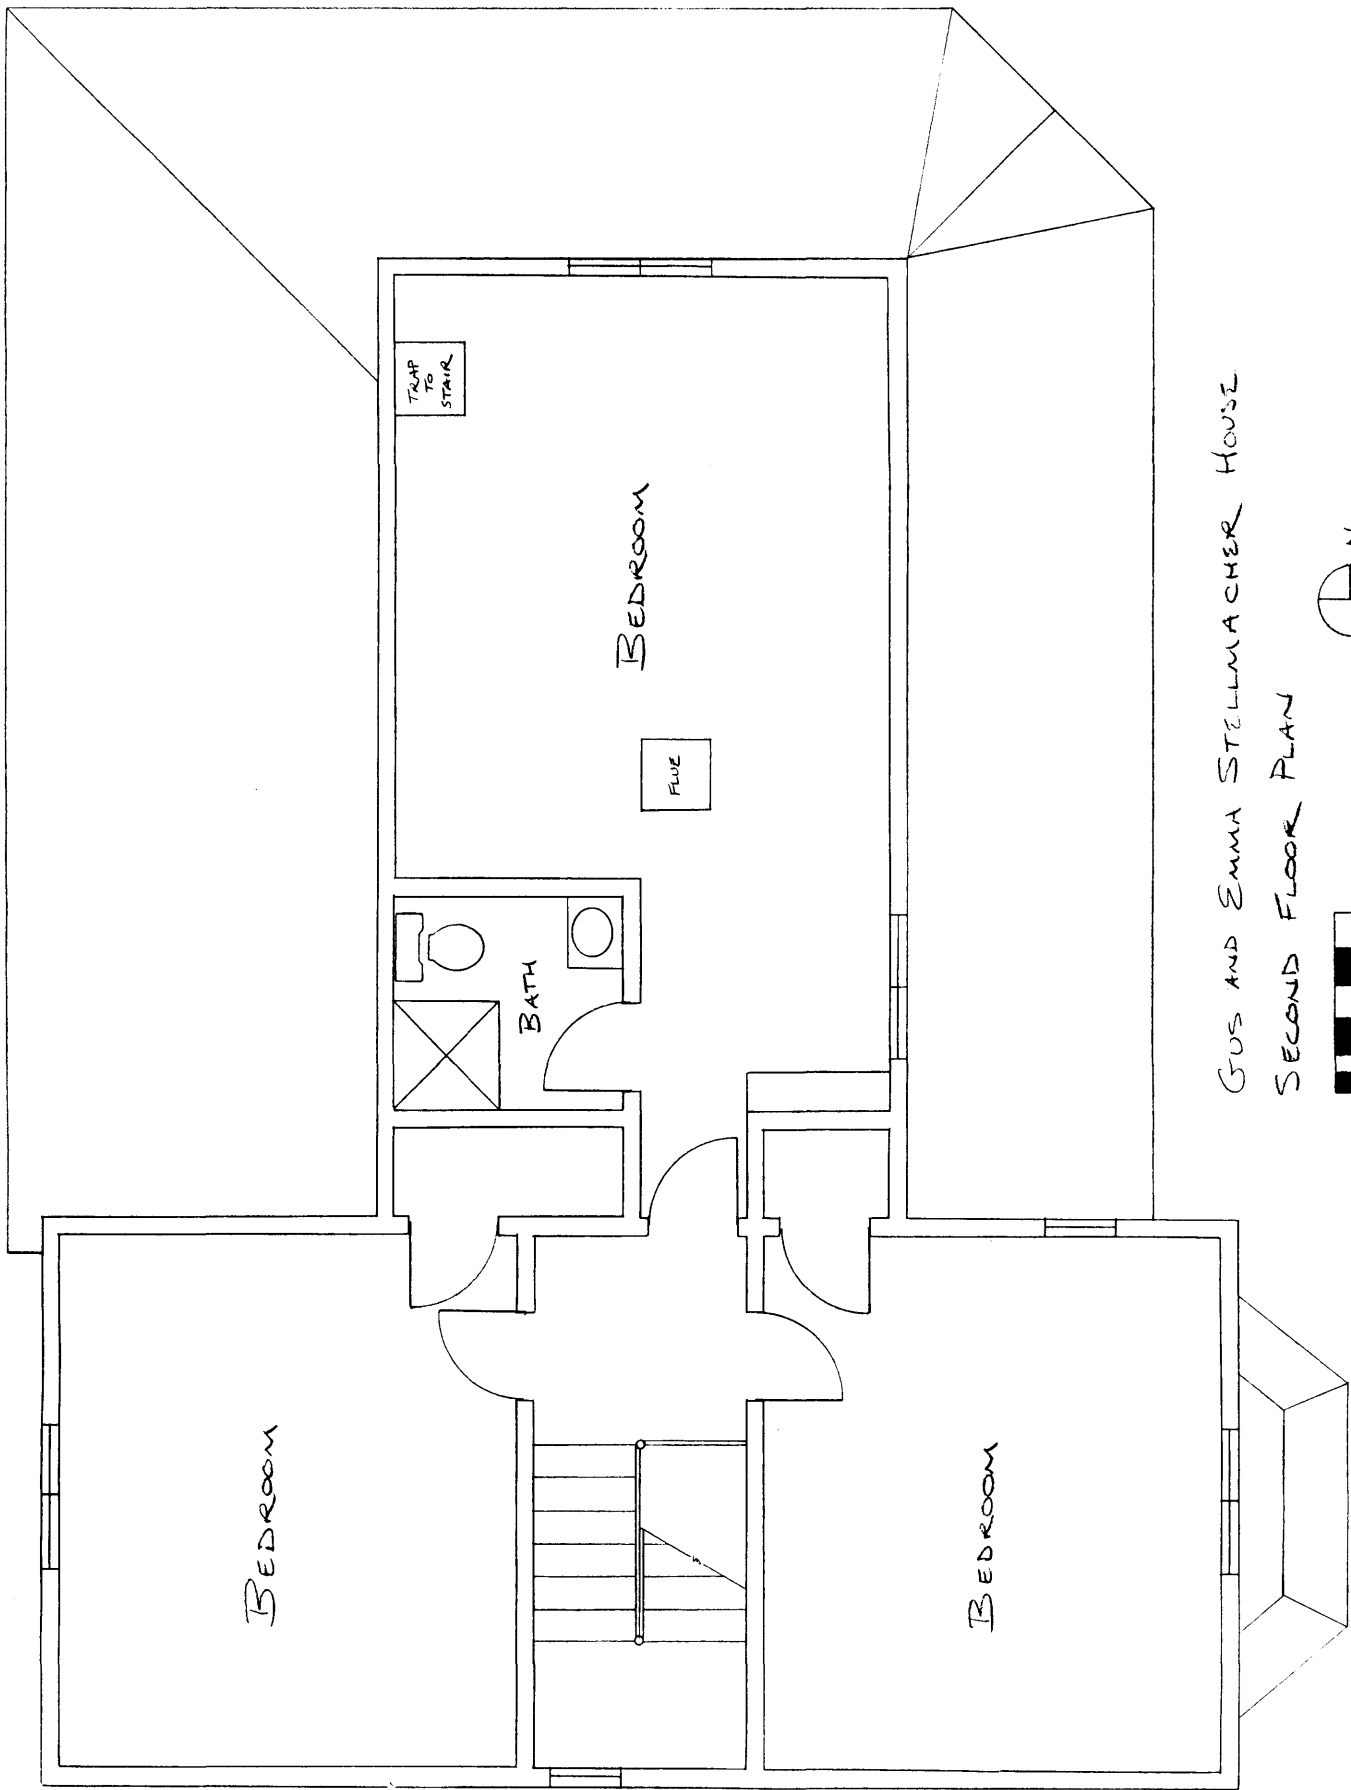 BEDROOM
BEDROOM
BATH
FLUE
BEDROOM
TRAP
TO
STAIR
GUS AND EMMA STELLMACHER HOUSE
SECOND FLOOR PLAN
N